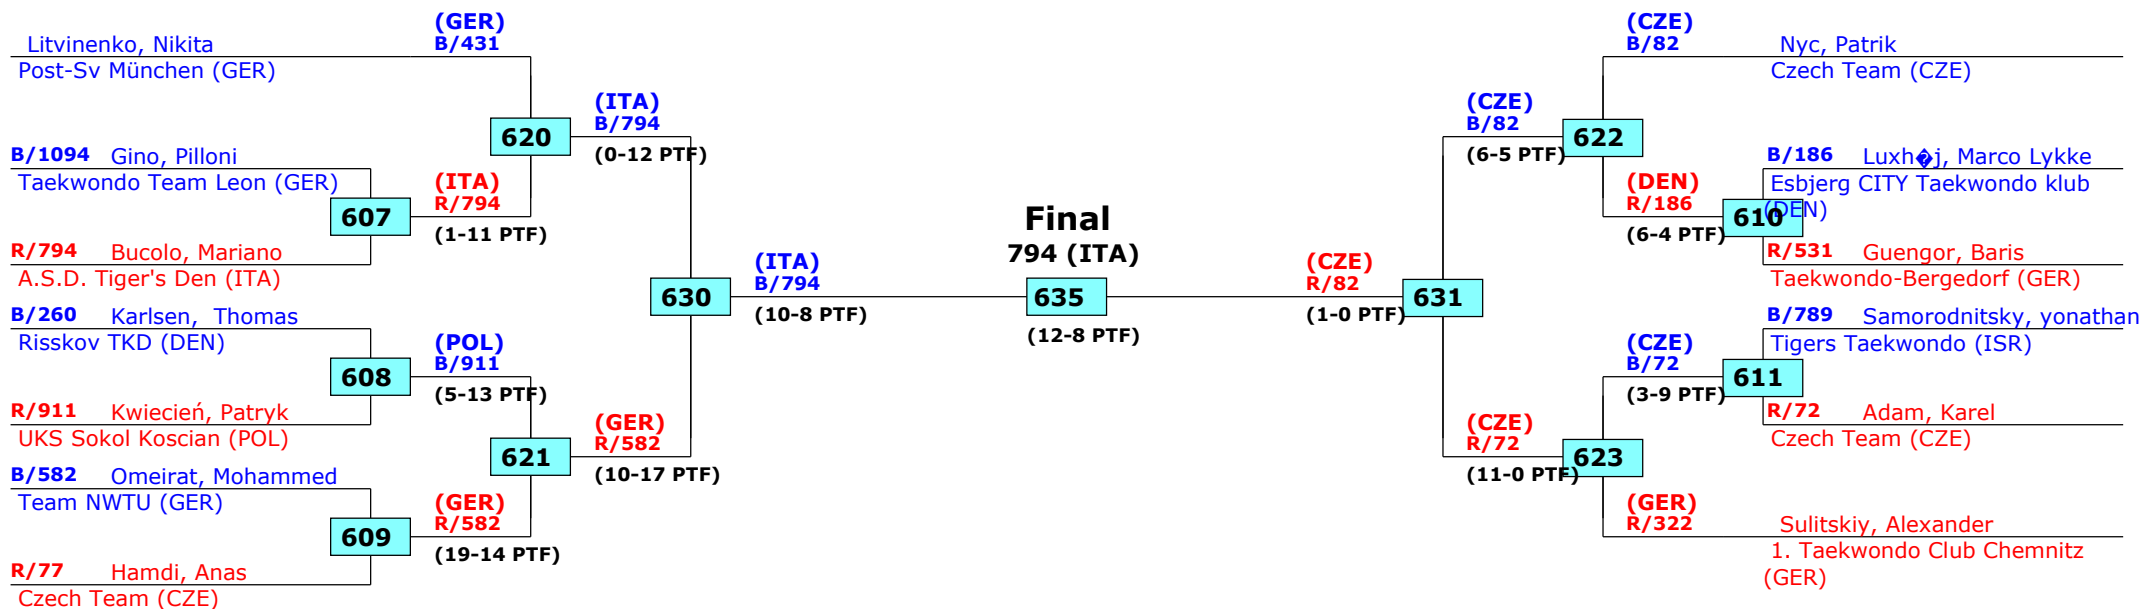 (GER)
B/431
Litvinenko, Nikita
Post-Sv München (GER)
(ITA)
B/794
620
(0-12 PTF)
B/1094 Gino, Pilloni
Taekwondo Team Leon (GER)
(ITA)
R/794
607
(1-11 PTF)
R/794 Bucolo, Mariano
A.S.D. Tiger's Den (ITA)
(ITA)
B/794
630
(10-8 PTF)
B/260 Karlsen, Thomas
Risskov TKD (DEN)
(POL)
B/911
608
(5-13 PTF)
R/911 Kwiecień, Patryk
UKS Sokol Koscian (POL)
(GER)
R/582
621
(10-17 PTF)
B/582 Omeirat, Mohammed
Team NWTU (GER)
(GER)
R/582
609
(19-14 PTF)
R/77 Hamdi, Anas
Czech Team (CZE)
Final
794 (ITA)
635
(12-8 PTF)
(CZE)
R/82
631
(1-0 PTF)
(CZE)
B/82
Nyc, Patrik
Czech Team (CZE)
(CZE)
B/82
622
(6-5 PTF)
B/186 Luxh�j, Marco Lykke
Esbjerg CITY Taekwondo klub
(DEN)
(DEN)
R/186
610
(6-4 PTF)
R/531 Guengor, Baris
Taekwondo-Bergedorf (GER)
B/789 Samorodnitsky, yonathan
Tigers Taekwondo (ISR)
(CZE)
B/72
611
(3-9 PTF)
R/72 Adam, Karel
Czech Team (CZE)
(CZE)
R/72
623
(11-0 PTF)
(GER)
R/322
Sulitskiy, Alexander
1. Taekwondo Club Chemnitz
(GER)